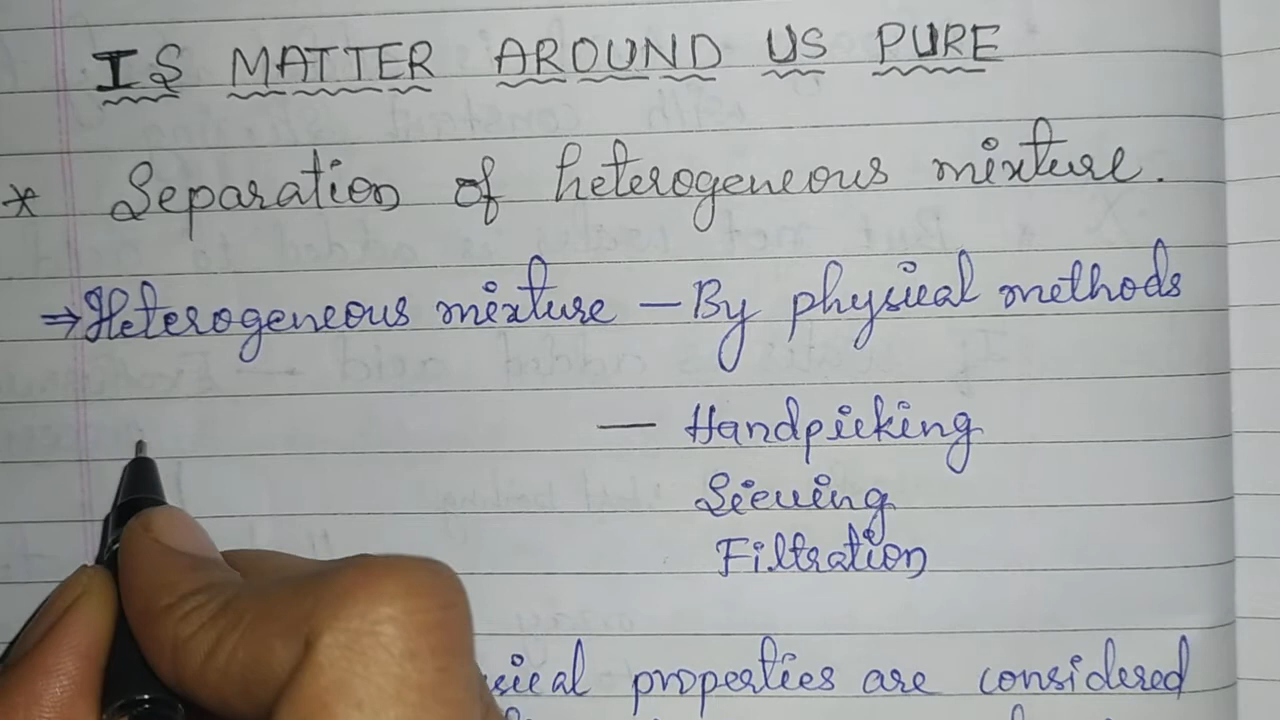 IS MATTER AROUND US PURE
* Separation of heterogeneous mixture.
⇒ Heterogeneous mixture — By physical methods
— Handpicking
Sieving
Filtration
properties are considered